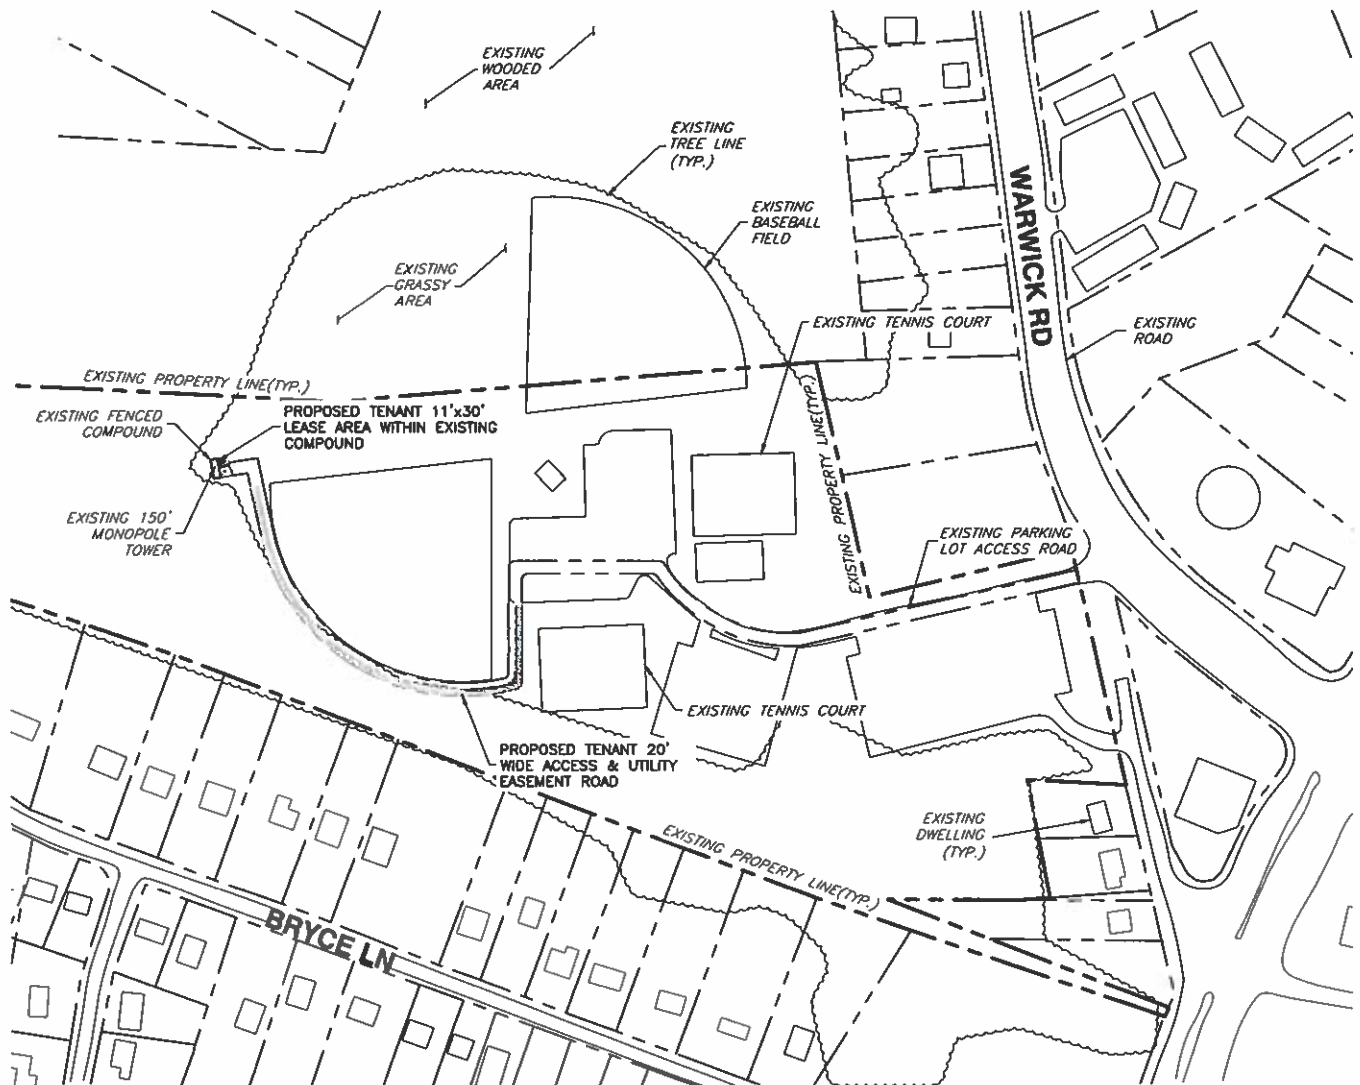 EXISTING
WOODED
AREA
EXISTING
TREE LINE
(TYP.)
EXISTING
BASEBALL
FIELD
EXISTING
GRASSY
AREA
WARWICK RD
EXISTING TENNIS COURT
EXISTING
ROAD
EXISTING PROPERTY LINE(TYP.)
EXISTING FENCED
COMPOUND
PROPOSED TENANT 11'x30'
LEASE AREA WITHIN EXISTING
COMPOUND
EXISTING PROPERTY LINE(TYP.)
EXISTING 150'
MONOPOLE
TOWER
EXISTING PARKING
LOT ACCESS ROAD
EXISTING TENNIS COURT
PROPOSED TENANT 20'
WIDE ACCESS & UTILITY
EASEMENT ROAD
EXISTING
DWELLING
(TYP.)
EXISTING PROPERTY LINE(TYP.)
BRYCE LN